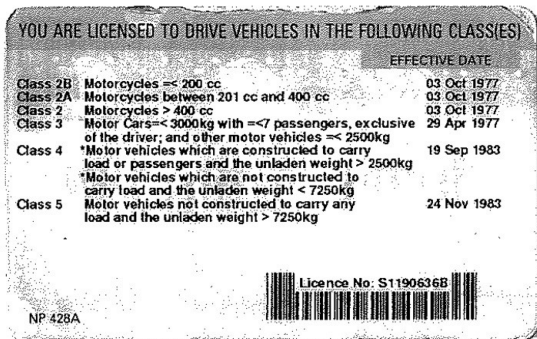 YOU ARE LICENSED TO DRIVE VEHICLES IN THE FOLLOWING CLASS(ES)
EFFECTIVE DATE
Class 2B Motorcycles =< 200 cc 03 Oct 1977
Class 2A Motorcycles between 201 cc and 400 cc 03 Oct 1977
Class 2 Motorcycles > 400 cc 03 Oct 1977
Class 3 Motor Cars=< 3000kg with =<7 passengers, exclusive 29 Apr 1977
of the driver; and other motor vehicles =< 2500kg
Class 4 *Motor vehicles which are constructed to carry 19 Sep 1983
load or passengers and the unladen weight > 2500kg
*Motor vehicles which are not constructed to
carry load and the unladen weight < 7250kg
Class 5 Motor vehicles not constructed to carry any 24 Nov 1983
load and the unladen weight > 7250kg
Licence No: S1190636B
NP 428A